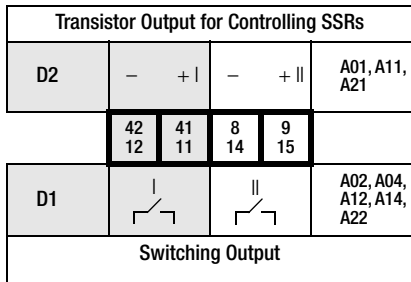 Transistor Output for Controlling SSRs
D2 – + I – + II A01, A11,
A21
42 41 8 9
12 11 14 15
D1 I II A02, A04,
A12, A14,
A22
Switching Output